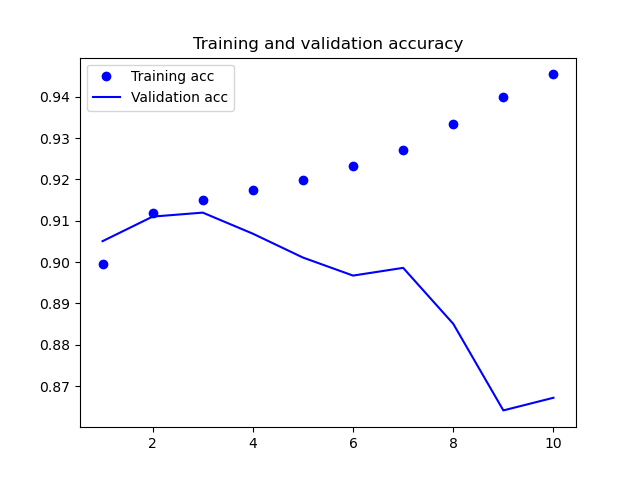 Training and validation accuracy
Training acc
Validation acc
0.94
0.93
0.92
0.91
0.90
0.89
0.88
0.87
2 4 6 8 10